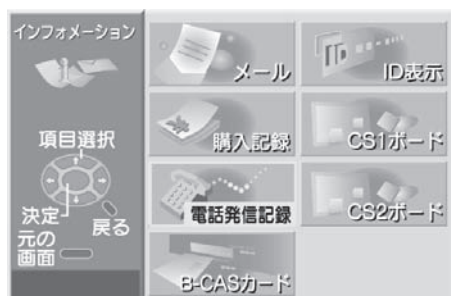 インフォメーション
項目選択
決定
戻る
元の
画面
メール
ID表示
購入記録
CS1ボード
電話発信記録
CS2ボード
B-CASカード